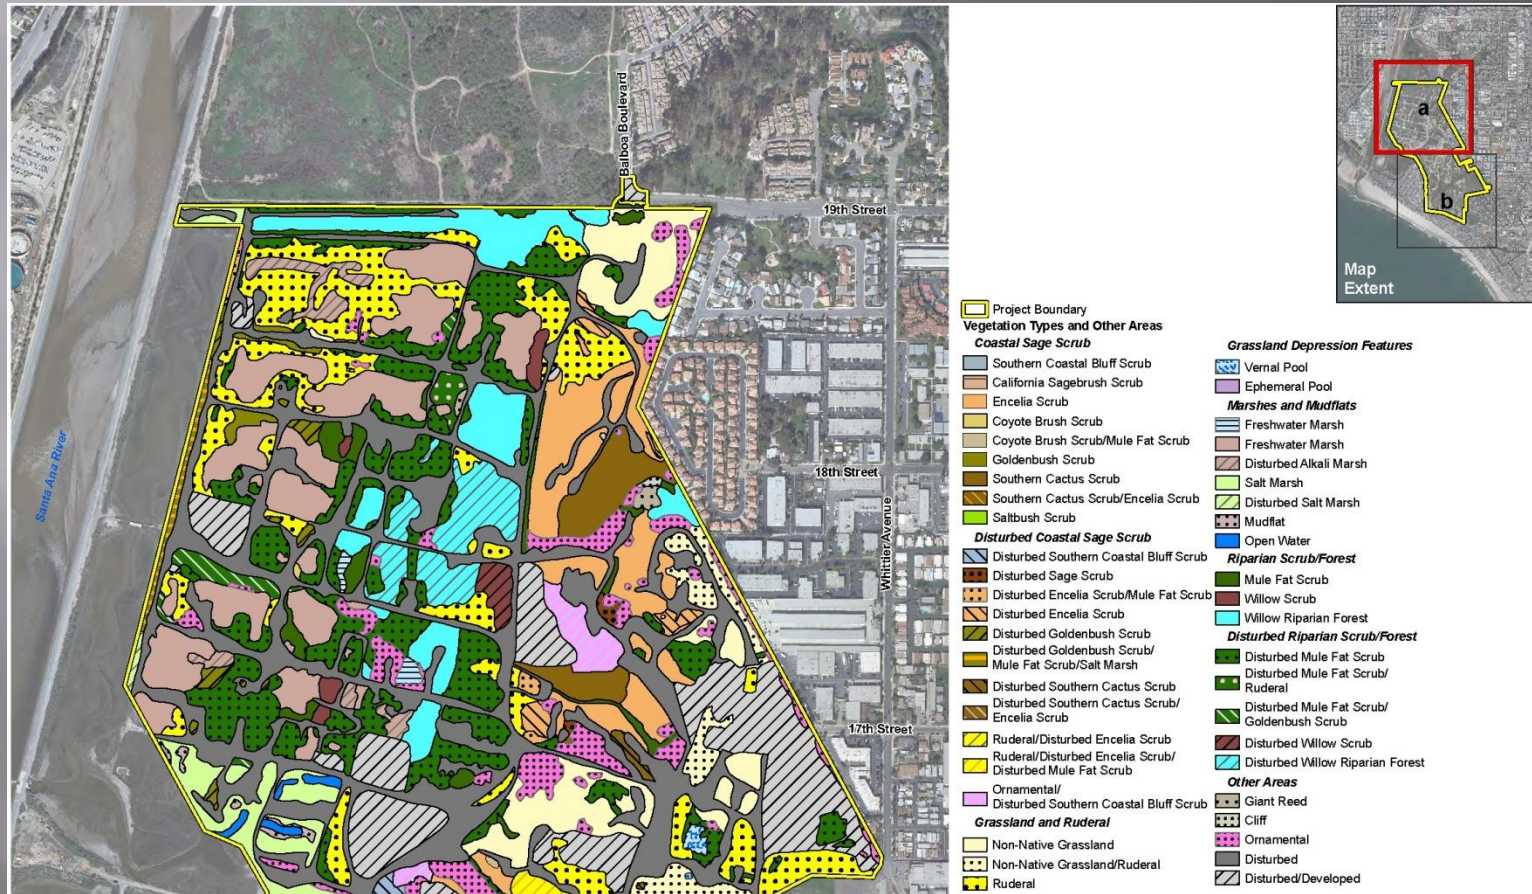 Balboa Boulevard
19th Street
Santa Ana River
18th Street
Whittier Avenue
17th Street
a
b
Map
Extent
Project Boundary
Vegetation Types and Other Areas
Coastal Sage Scrub
Southern Coastal Bluff Scrub
California Sagebrush Scrub
Encelia Scrub
Coyote Brush Scrub
Coyote Brush Scrub/Mule Fat Scrub
Goldenbush Scrub
Southern Cactus Scrub
Southern Cactus Scrub/Encelia Scrub
Saltbush Scrub
Disturbed Coastal Sage Scrub
Disturbed Southern Coastal Bluff Scrub
Disturbed Sage Scrub
Disturbed Encelia Scrub/Mule Fat Scrub
Disturbed Encelia Scrub
Disturbed Goldenbush Scrub
Disturbed Goldenbush Scrub/
Mule Fat Scrub/Salt Marsh
Disturbed Southern Cactus Scrub
Disturbed Southern Cactus Scrub/
Encelia Scrub
Ruderal/Disturbed Encelia Scrub
Ruderal/Disturbed Encelia Scrub/
Disturbed Mule Fat Scrub
Ornamental/
Disturbed Southern Coastal Bluff Scrub
Grassland and Ruderal
Non-Native Grassland
Non-Native Grassland/Ruderal
Ruderal
Grassland Depression Features
Vernal Pool
Ephemeral Pool
Marshes and Mudflats
Freshwater Marsh
Freshwater Marsh
Disturbed Alkali Marsh
Salt Marsh
Disturbed Salt Marsh
Mudflat
Open Water
Riparian Scrub/Forest
Mule Fat Scrub
Willow Scrub
Willow Riparian Forest
Disturbed Riparian Scrub/Forest
Disturbed Mule Fat Scrub
Disturbed Mule Fat Scrub/
Ruderal
Disturbed Mule Fat Scrub/
Goldenbush Scrub
Disturbed Willow Scrub
Disturbed Willow Riparian Forest
Other Areas
Giant Reed
Cliff
Ornamental
Disturbed
Disturbed/Developed